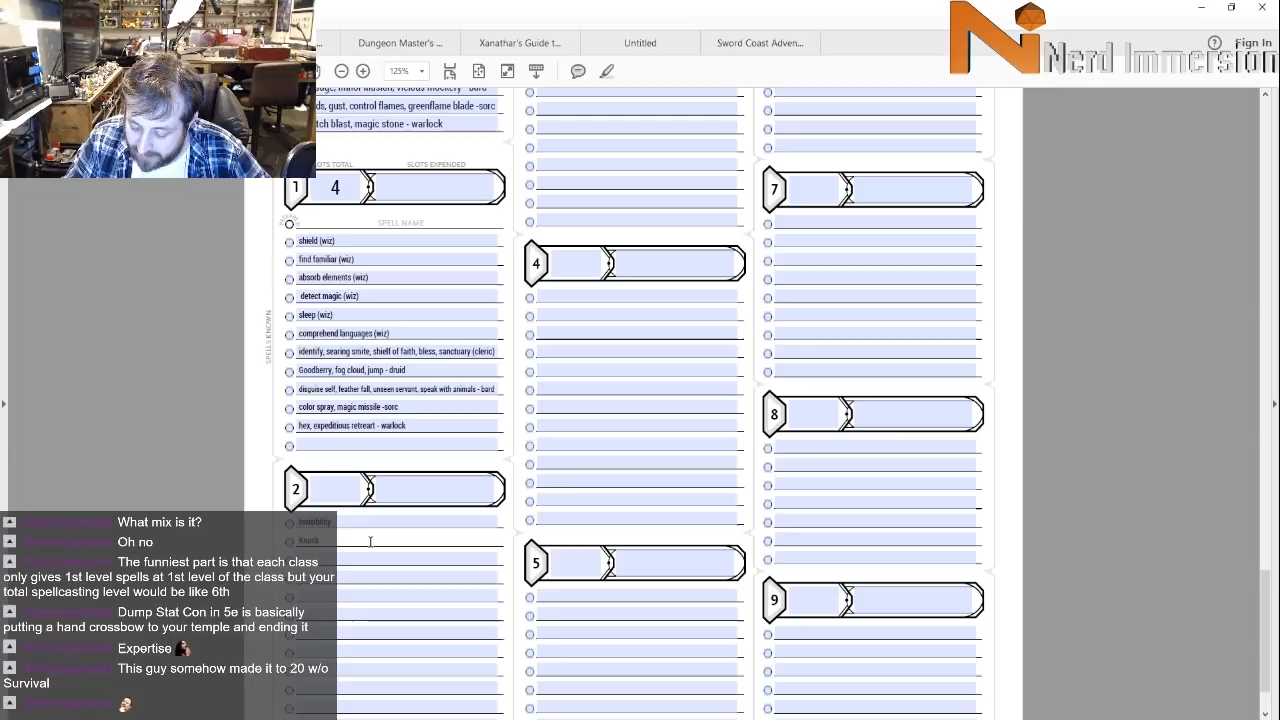 Dungeon Master's ...
Xanathar's Guide t...
Untitled
Sword Coast Adven...
Sign In
Nerd Immersion
125%
ds, gust, control flames, greenflame blade -sorc
tch blast, magic stone - warlock
SLOTS EXPENDED
1 4
SPELL NAME
shield (wiz)
find familiar (wiz)
absorb elements (wiz)
detect magic (wiz)
sleep (wiz)
comprehend languages (wiz)
identify, searing smite, shielf of faith, bless, sanctuary (cleric)
Goodberry, fog cloud, jump - druid
disguise self, feather fall, unseen servant, speak with animals - bard
color spray, magic missile -sorc
hex, expeditious retreart - warlock
SPELLS KNOWN
2
Invisibility
Knock
4
5
7
8
9
What mix is it?
Oh no
The funniest part is that each class
only gives 1st level spells at 1st level of the class but your
total spellcasting level would be like 6th
Dump Stat Con in 5e is basically
putting a hand crossbow to your temple and ending it
Expertise
This guy somehow made it to 20 w/o
Survival